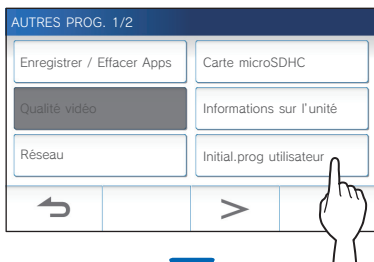 AUTRES PROG. 1/2
Enregistrer / Effacer Apps
Carte microSDHC
Qualité vidéo
Informations sur l'unité
Réseau
Initial.prog utilisateur
>